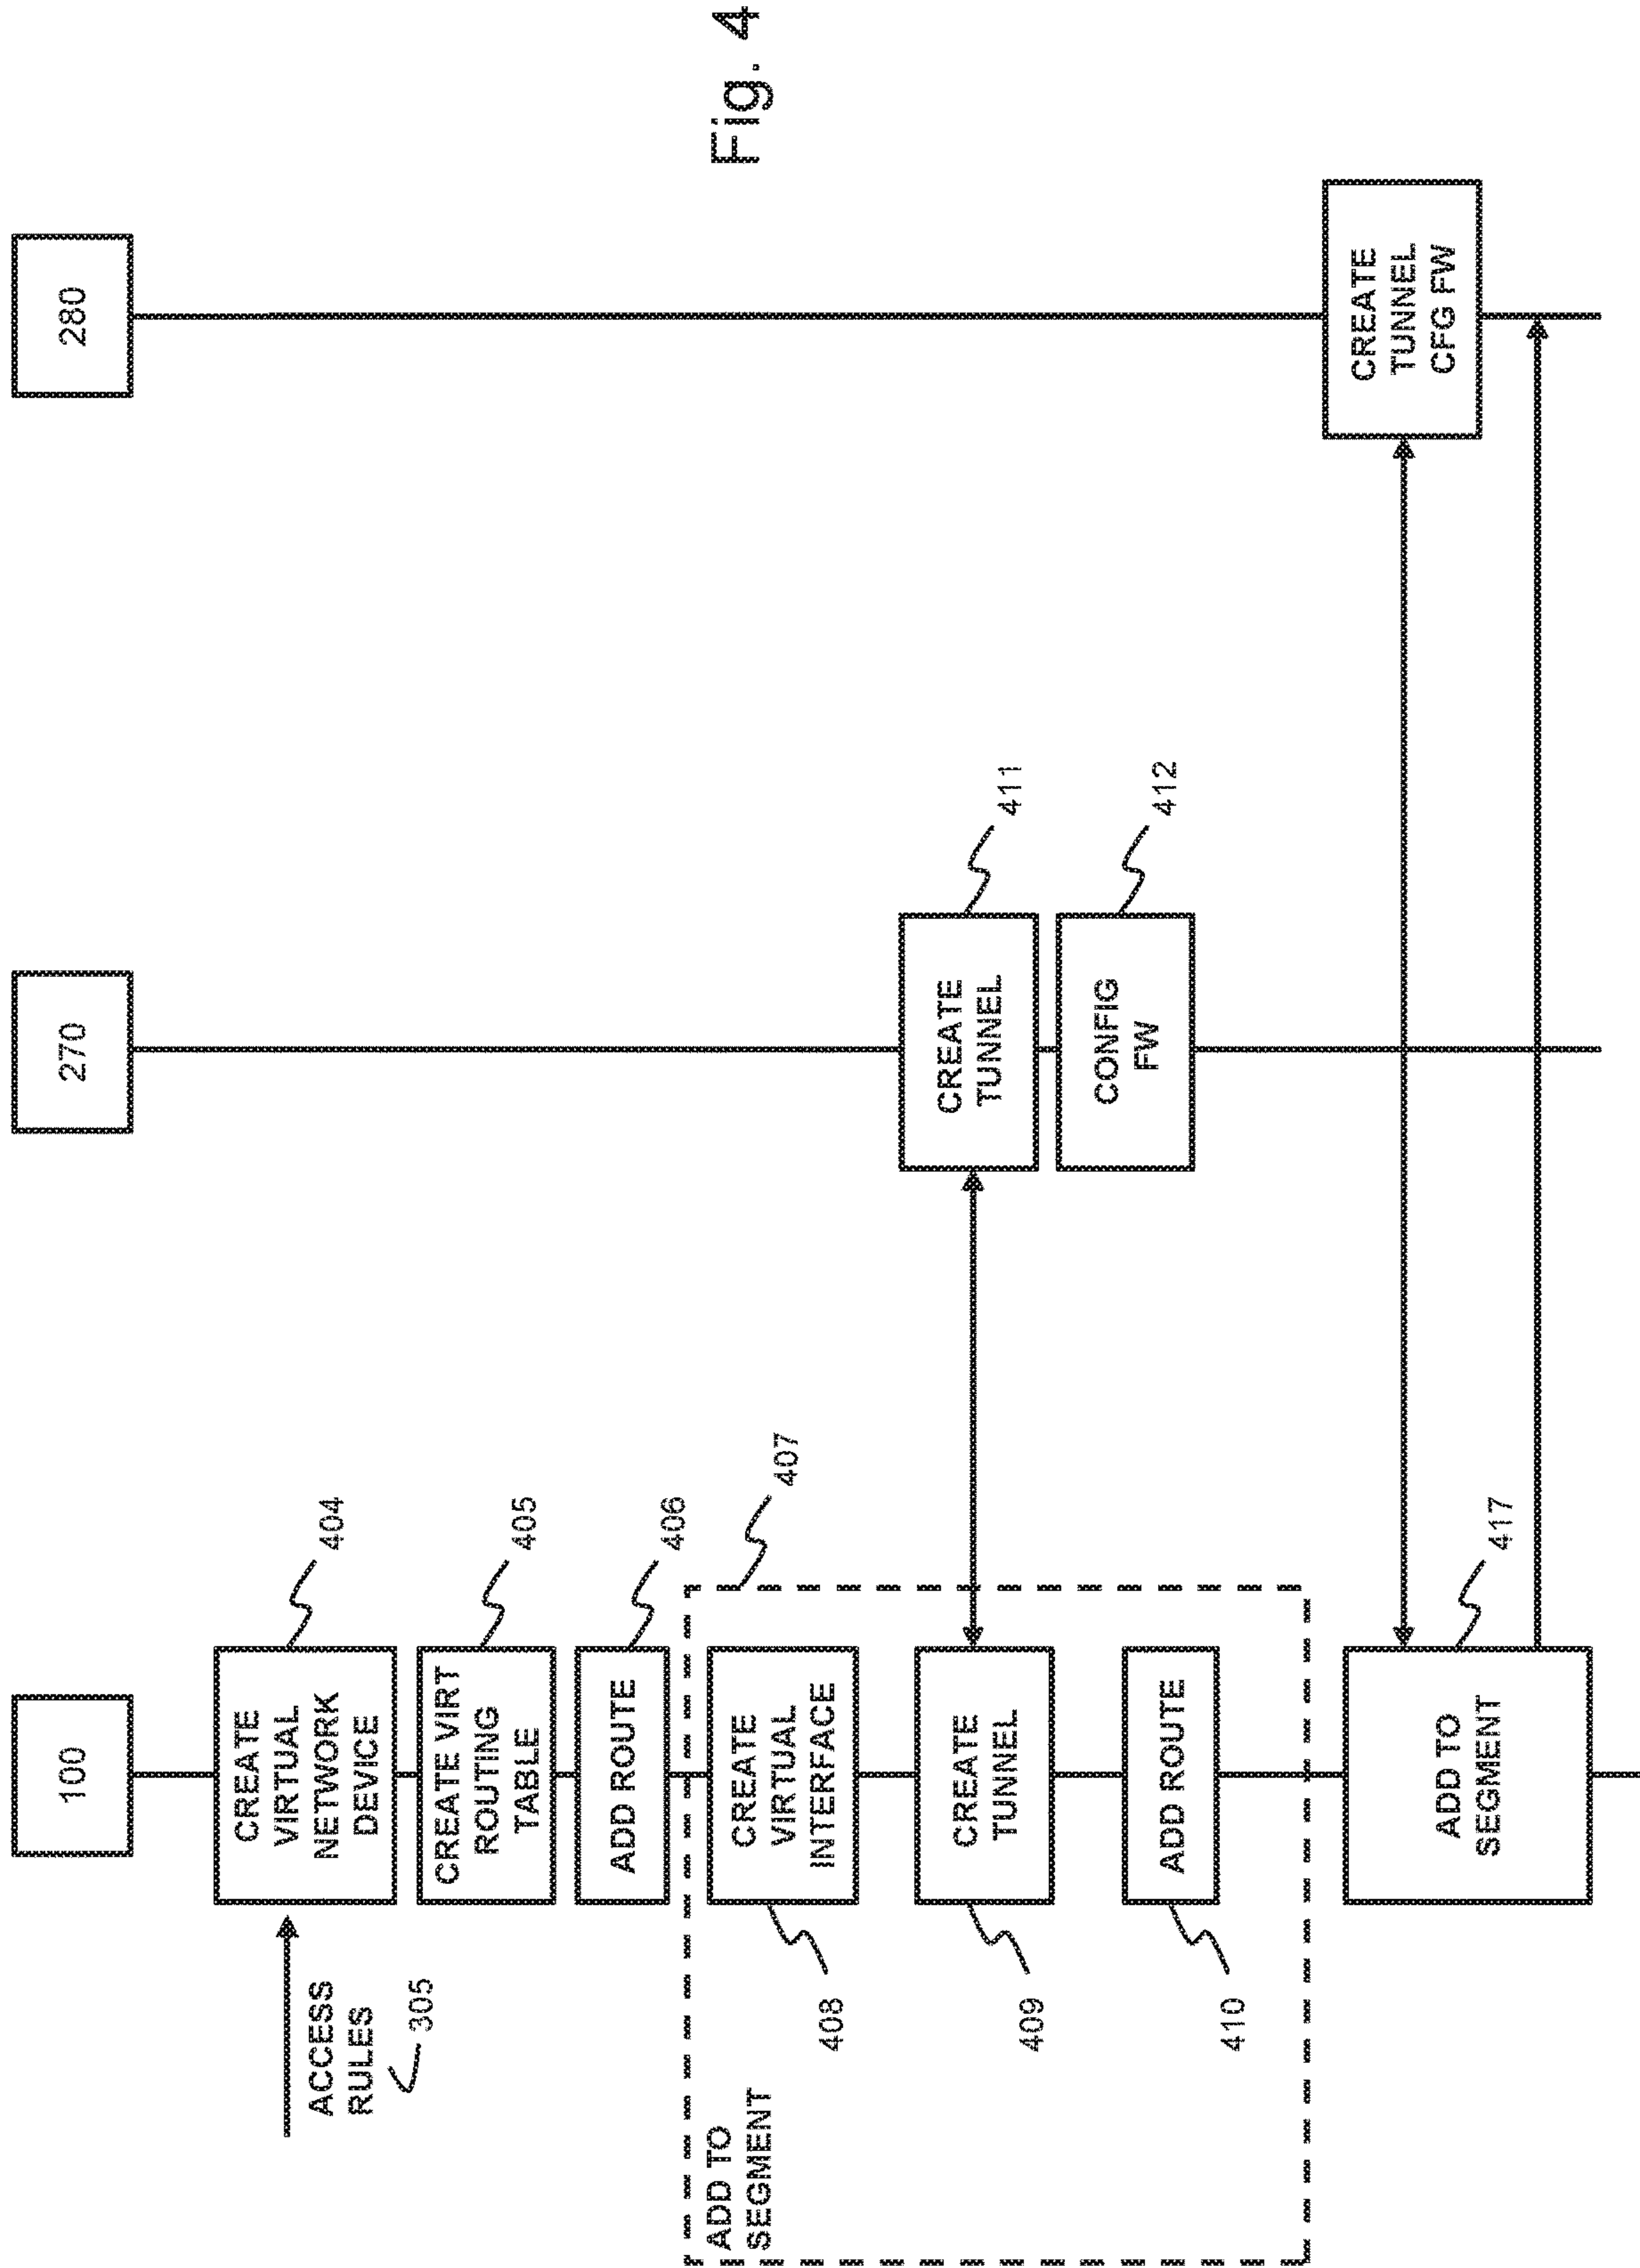 100
270
280
ACCESS
RULES
305
CREATE
VIRTUAL
NETWORK
DEVICE
404
CREATE VIRT
ROUTING
TABLE
405
ADD ROUTE
406
ADD TO
SEGMENT
407
CREATE
VIRTUAL
INTERFACE
408
CREATE
TUNNEL
409
CREATE
TUNNEL
411
CONFIG
FW
412
ADD ROUTE
410
ADD TO
SEGMENT
417
CREATE
TUNNEL
CFG FW
Fig. 4